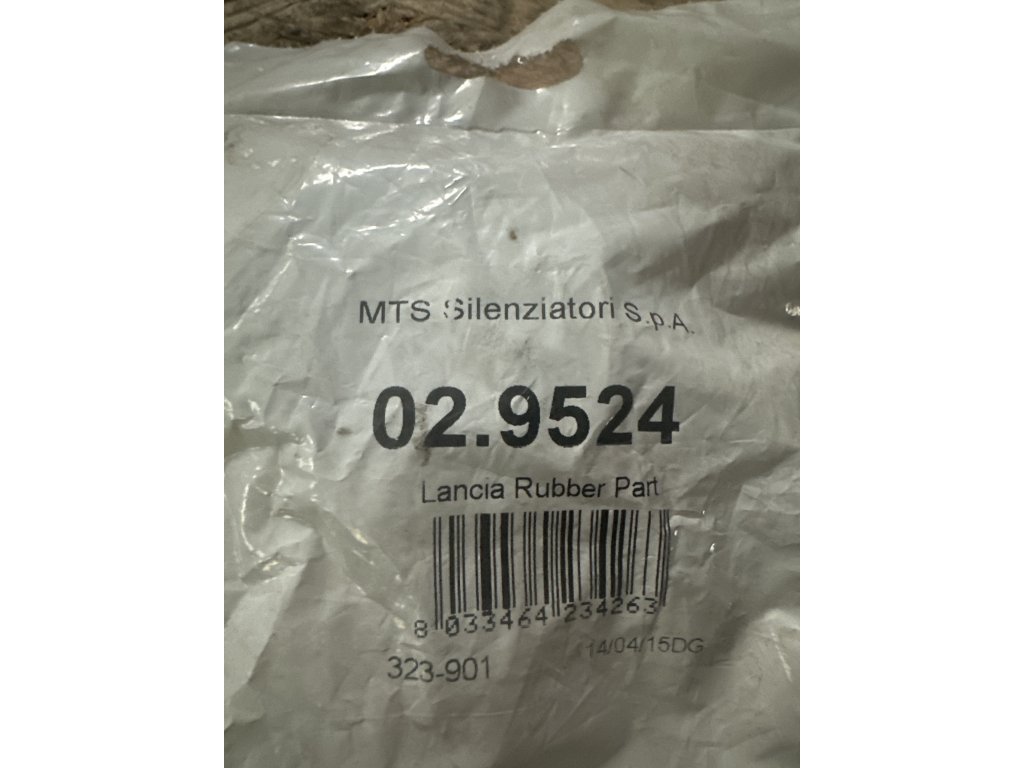 MTS Silenziatori S.p.A.
02.9524
Lancia Rubber Part
8 033464 234263
14/04/15DG
323-901